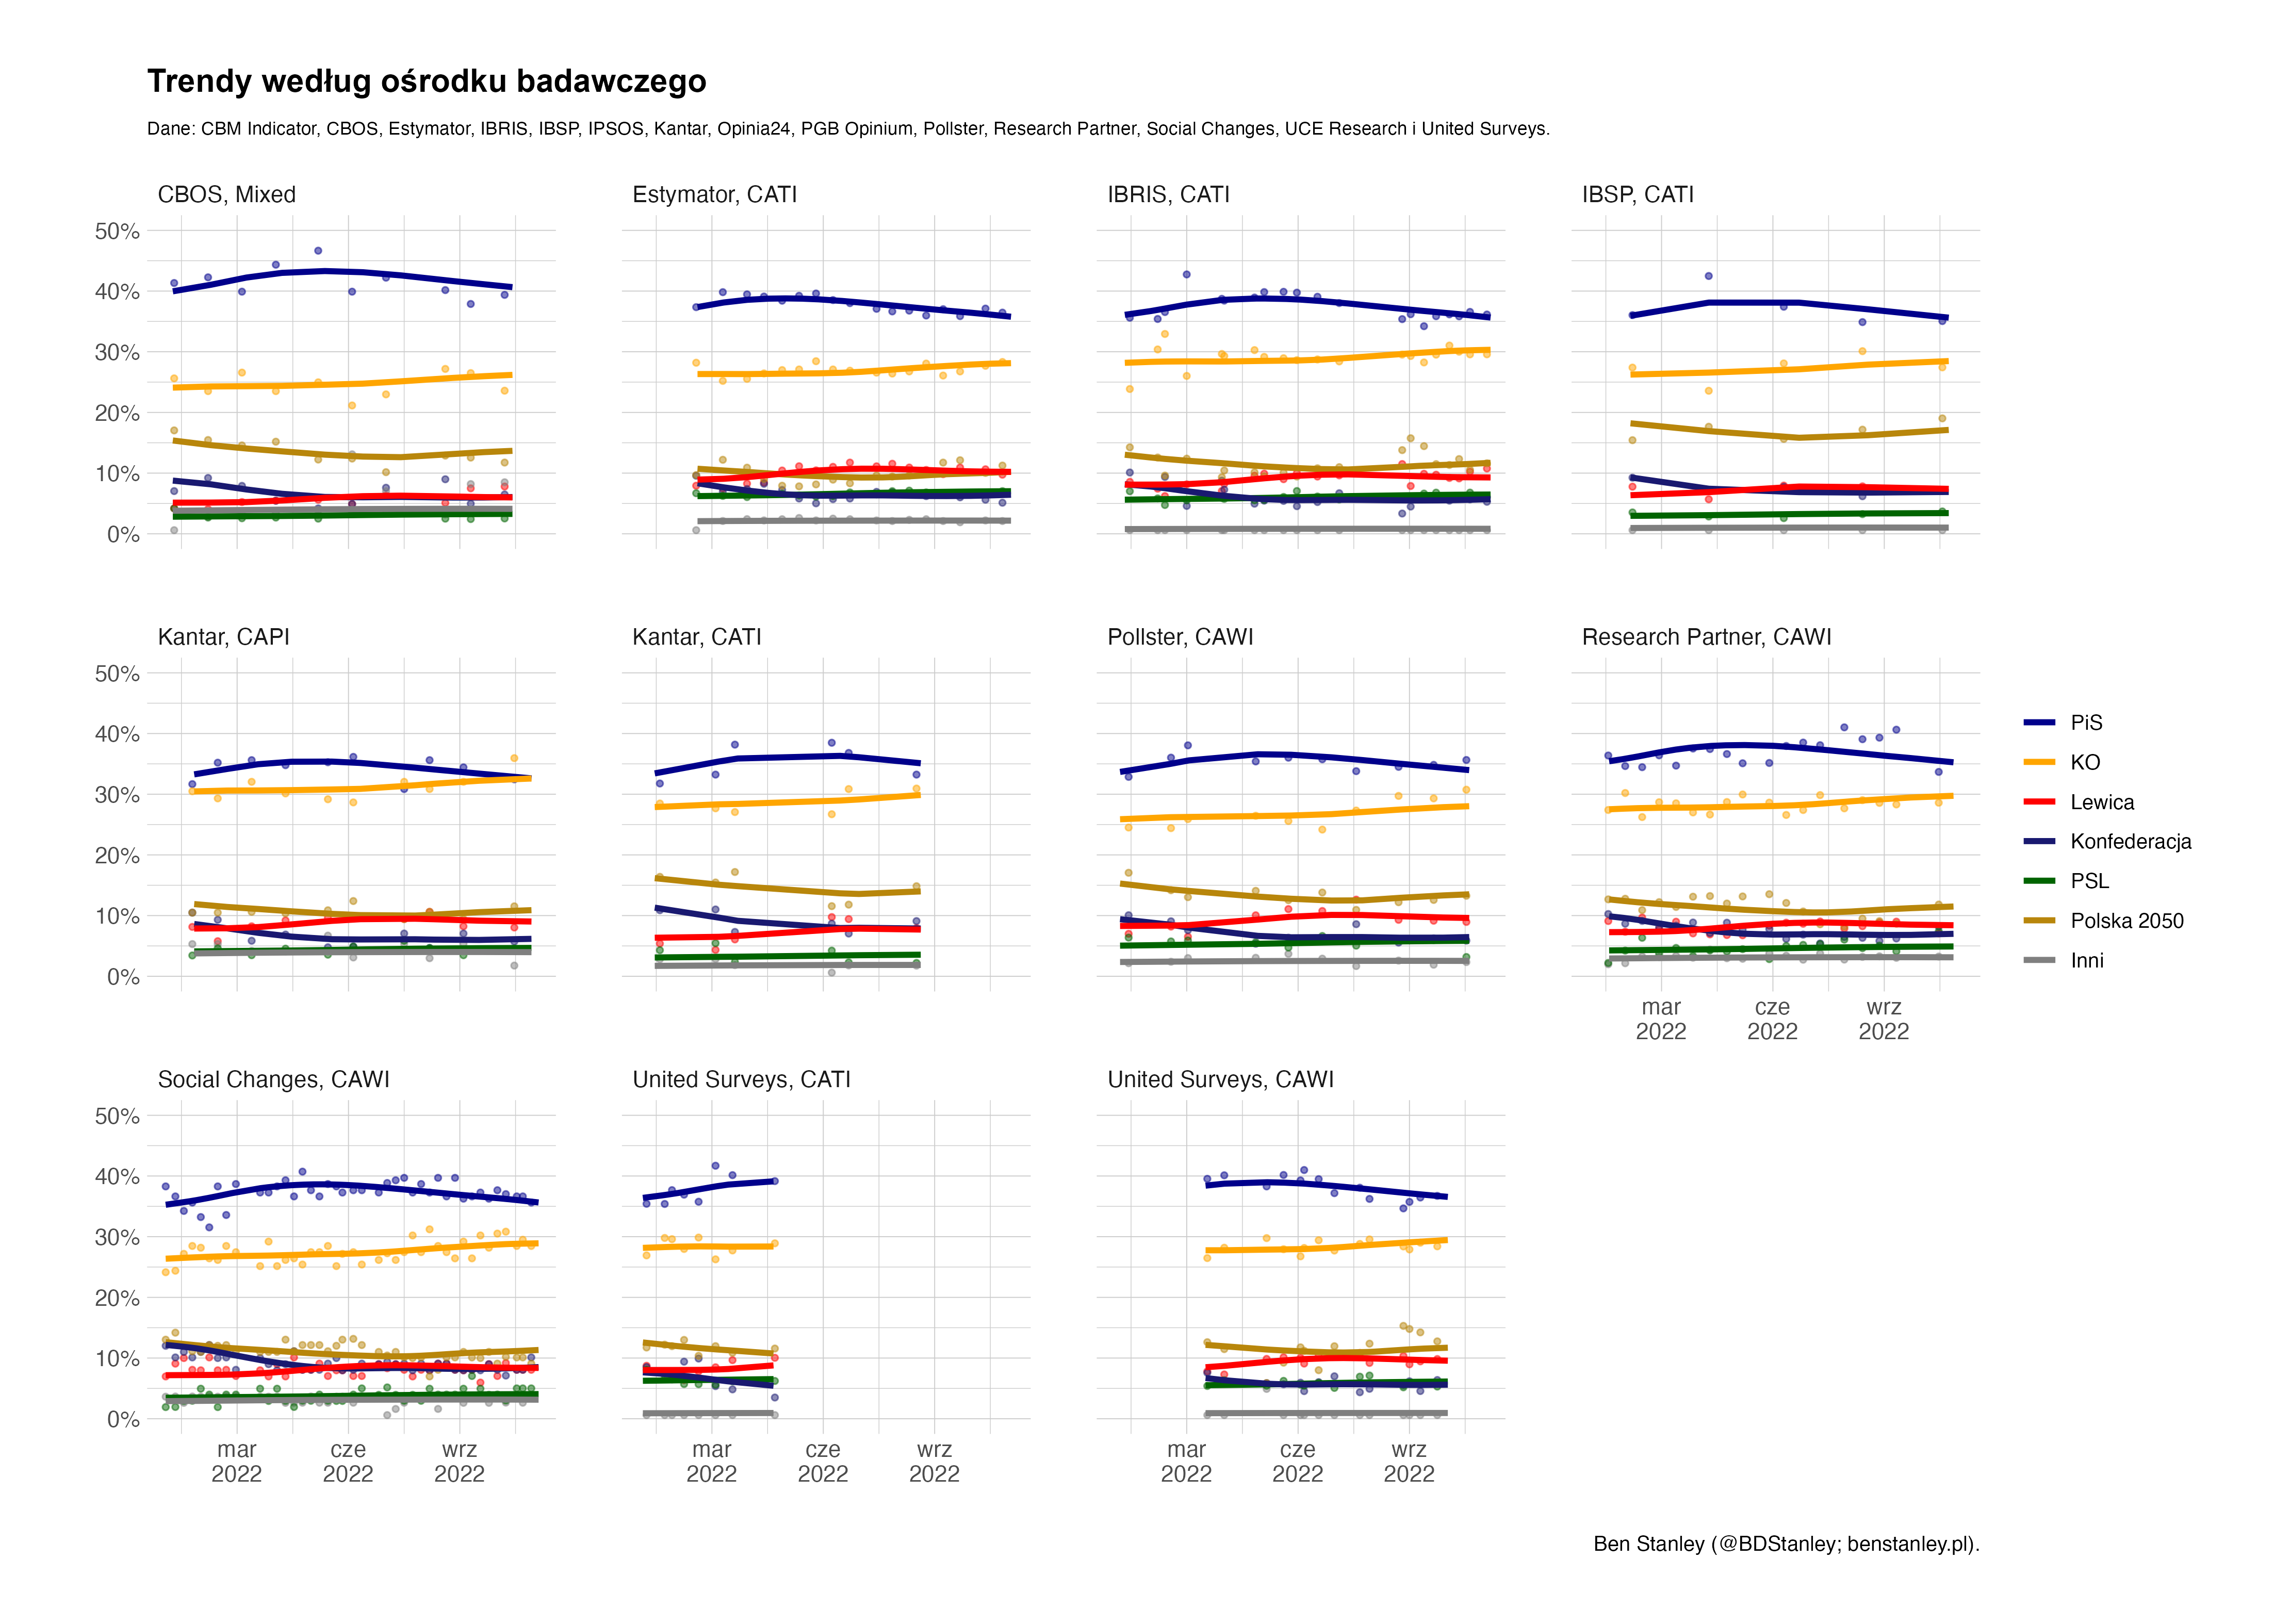 Trendy według ośrodku badawczego
Dane: CBM Indicator, CBOS, Estymator, IBRIS, IBSP, IPSOS, Kantar, Opinia24, PGB Opinium, Pollster, Research Partner, Social Changes, UCE Research i United Surveys.
CBOS, Mixed
Estymator, CATI
IBRIS, CATI
IBSP, CATI
50%
40%
30%
20%
10%
0%
Kantar, CAPI
Kantar, CATI
Pollster, CAWI
Research Partner, CAWI
50%
40%
30%
20%
10%
0%
mar
2022
cze
2022
wrz
2022
PiS
KO
Lewica
Konfederacja
PSL
Polska 2050
Inni
Social Changes, CAWI
United Surveys, CATI
United Surveys, CAWI
50%
40%
30%
20%
10%
0%
mar
2022
cze
2022
wrz
2022
mar
2022
cze
2022
wrz
2022
mar
2022
cze
2022
wrz
2022
Ben Stanley (@BDStanley; benstanley.pl).